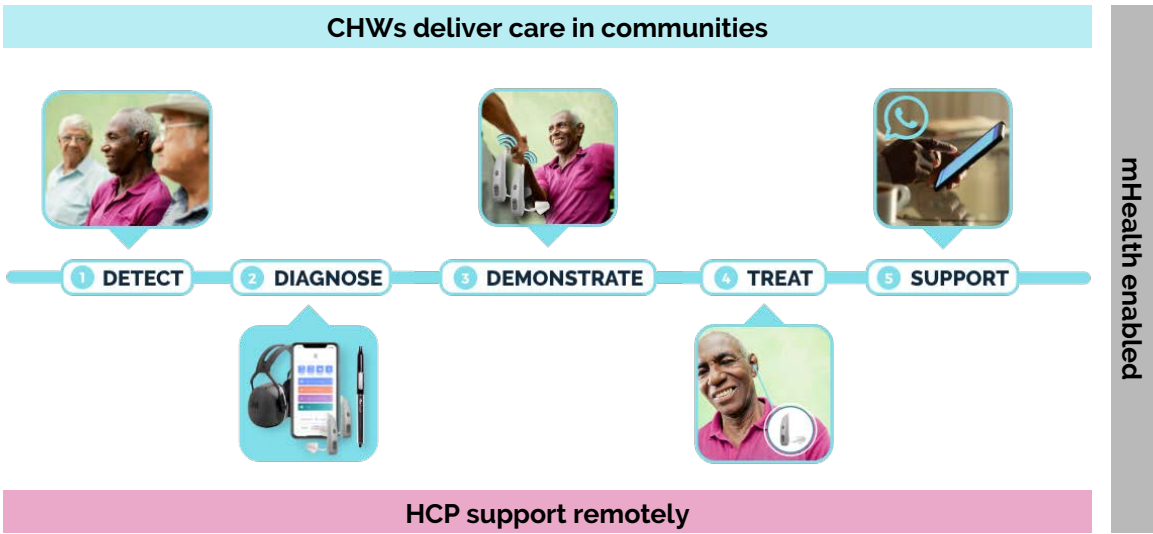 CHWs deliver care in communities
1 DETECT
2 DIAGNOSE
3 DEMONSTRATE
4 TREAT
5 SUPPORT
HCP support remotely
mHealth enabled